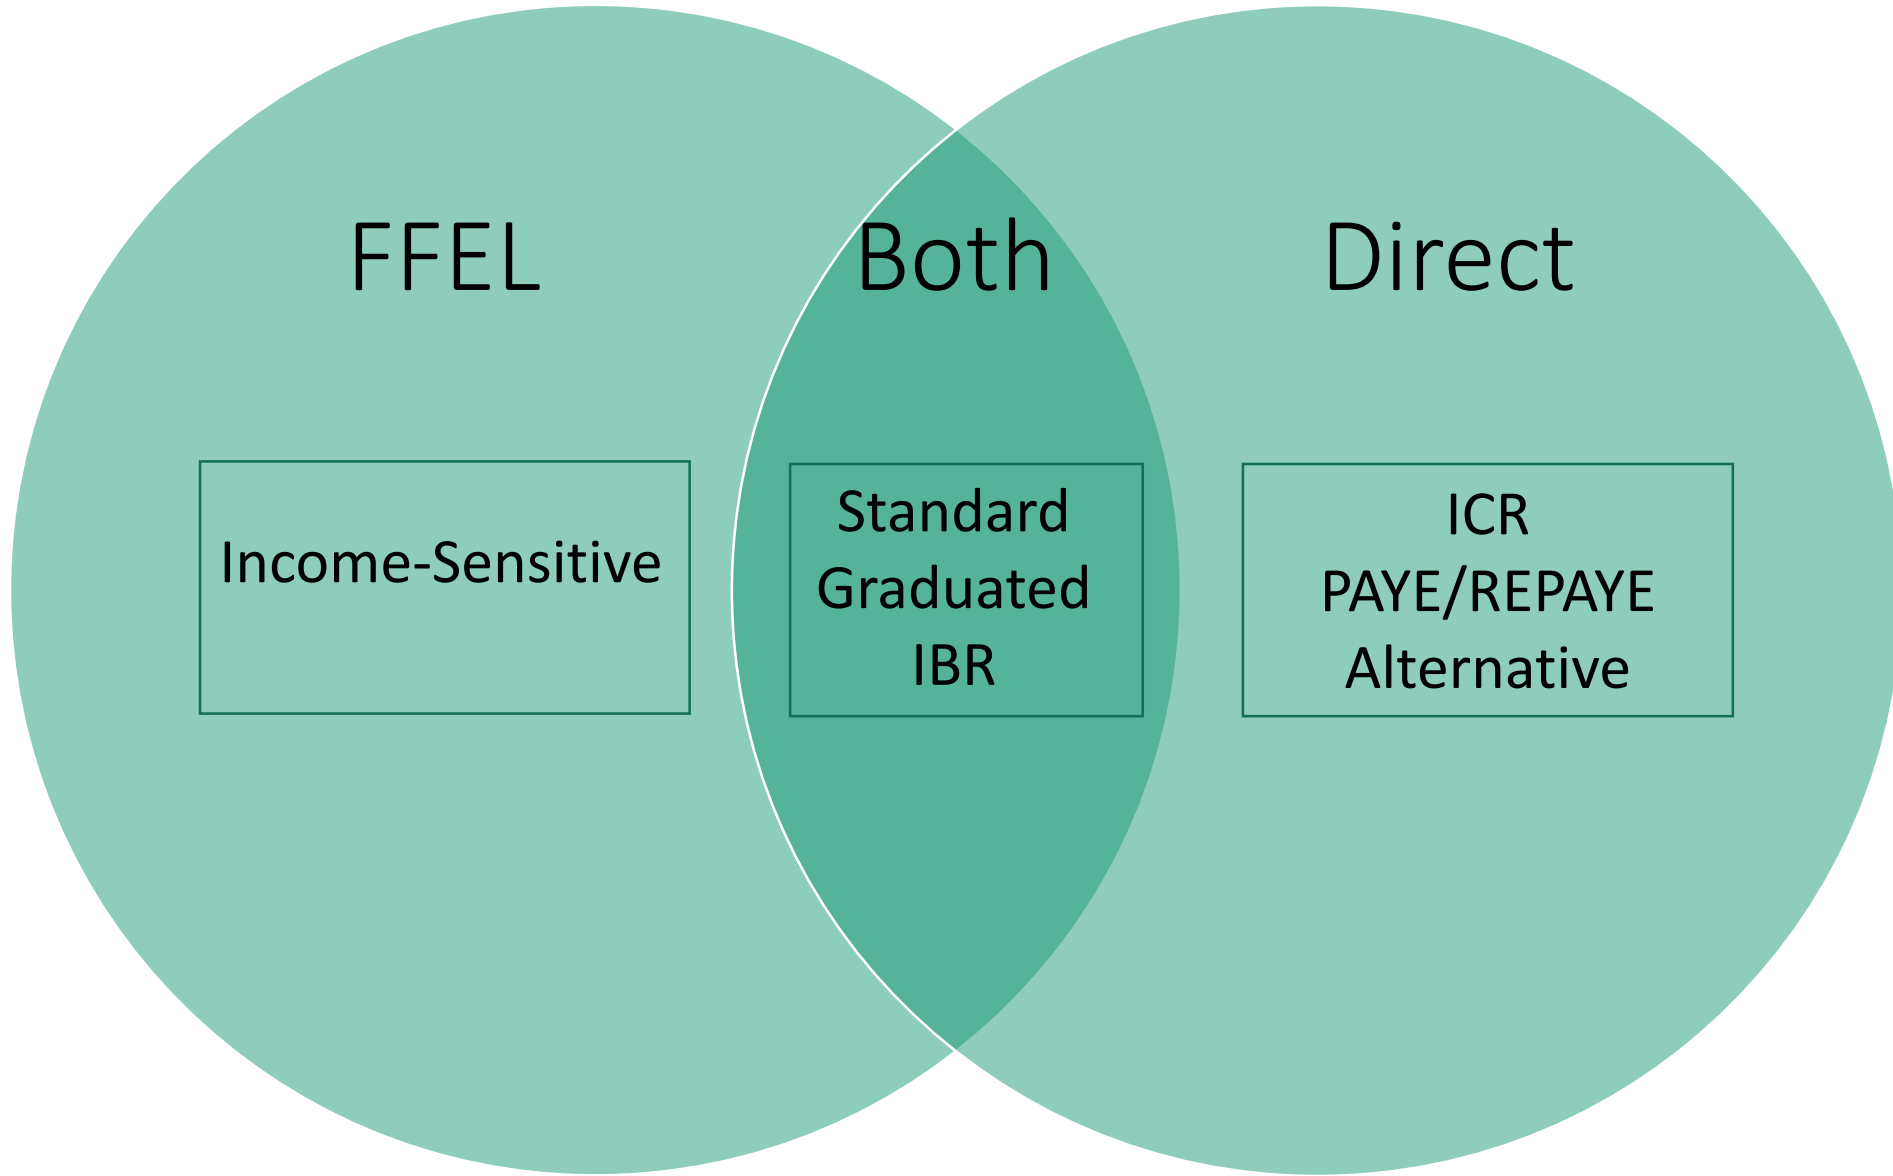 FFEL
Both
Direct
Income-Sensitive
Standard
Graduated
IBR
ICR
PAYE/REPAYE
Alternative